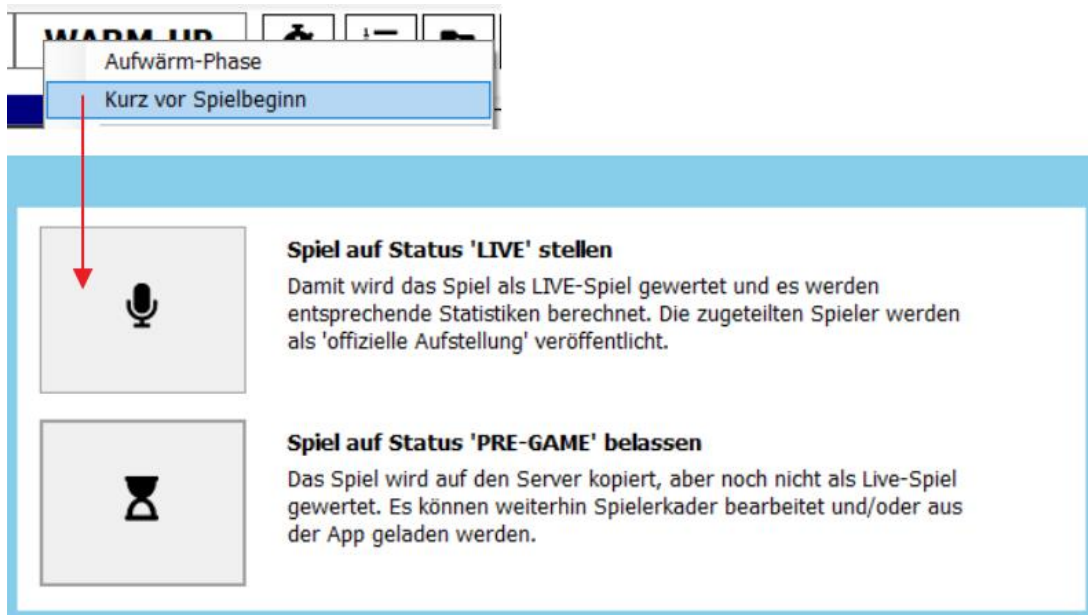 WARM-UP
Aufwärm-Phase
Kurz vor Spielbeginn
Spiel auf Status 'LIVE' stellen
Damit wird das Spiel als LIVE-Spiel gewertet und es werden
entsprechende Statistiken berechnet. Die zugeteilten Spieler werden
als 'offizielle Aufstellung' veröffentlicht.
Spiel auf Status 'PRE-GAME' belassen
Das Spiel wird auf den Server kopiert, aber noch nicht als Live-Spiel
gewertet. Es können weiterhin Spielerkader bearbeitet und/oder aus
der App geladen werden.